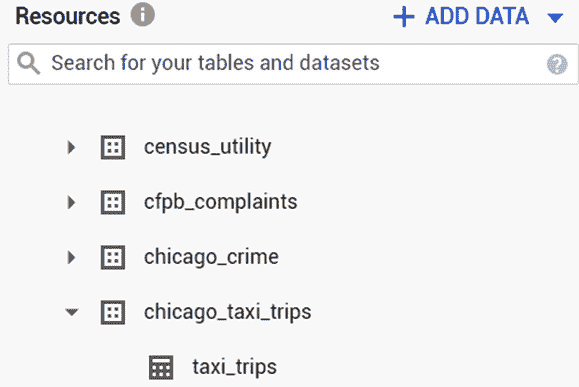 Resources
+ ADD DATA
Search for your tables and datasets
census_utility
cfpb_complaints
chicago_crime
chicago_taxi_trips
taxi_trips